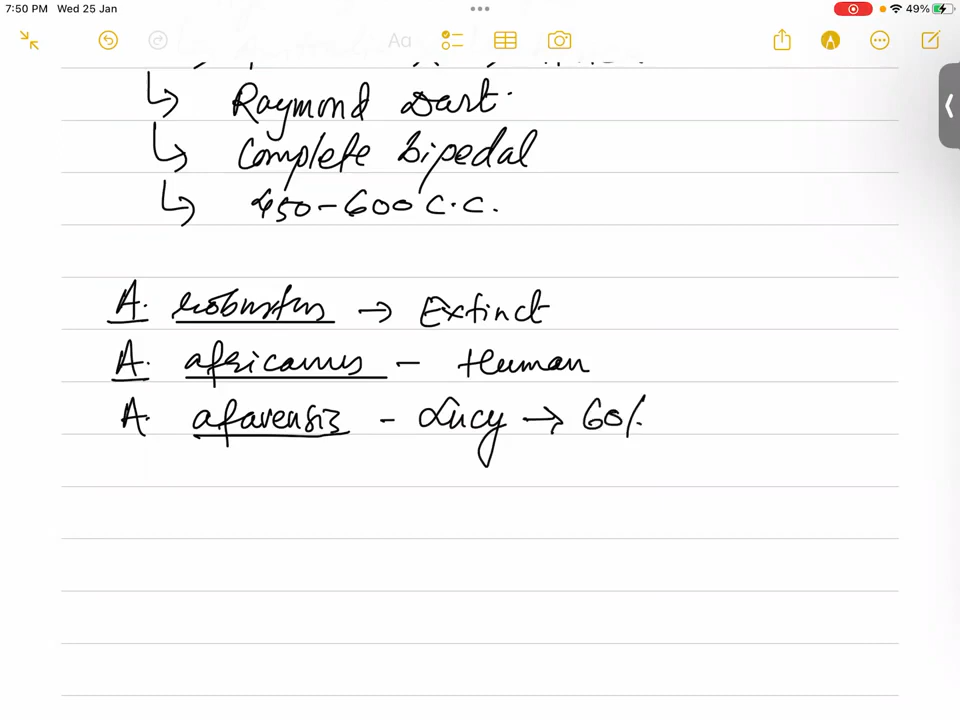 7:50 PM Wed 25 Jan 49%
Aa
↳ Raymond Dart
↳ Complete bipedal
↳ 450-600 C.C.
A. robustus → Extinct
A. africanus - Human
A. afarensis - Lucy → 60%